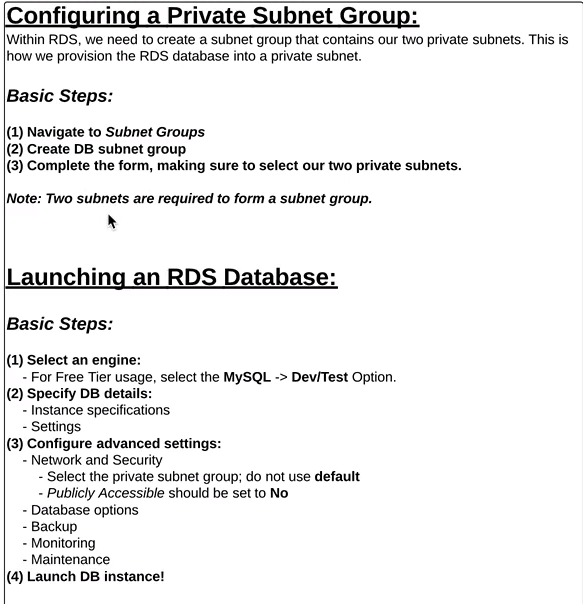 Configuring a Private Subnet Group:
Within RDS, we need to create a subnet group that contains our two private subnets. This is
how we provision the RDS database into a private subnet.
Basic Steps:
(1) Navigate to Subnet Groups
(2) Create DB subnet group
(3) Complete the form, making sure to select our two private subnets.
Note: Two subnets are required to form a subnet group.
Launching an RDS Database:
Basic Steps:
(1) Select an engine:
- For Free Tier usage, select the MySQL -> Dev/Test Option.
(2) Specify DB details:
- Instance specifications
- Settings
(3) Configure advanced settings:
- Network and Security
- Select the private subnet group; do not use default
- Publicly Accessible should be set to No
- Database options
- Backup
- Monitoring
- Maintenance
(4) Launch DB instance!